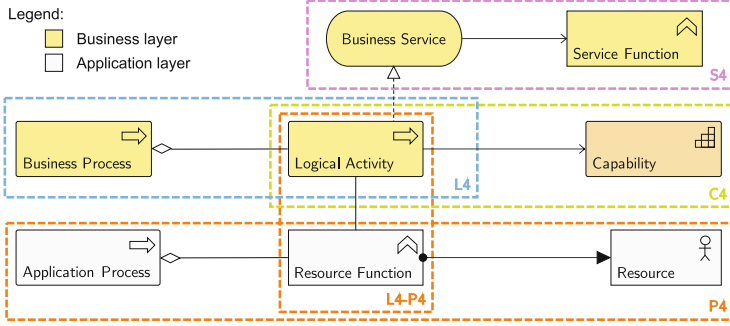 Legend:
Business layer
Application layer
Business Service
Service Function
S4
Business Process
Logical Activity
Capability
L4
C4
Application Process
Resource Function
Resource
L4-P4
P4